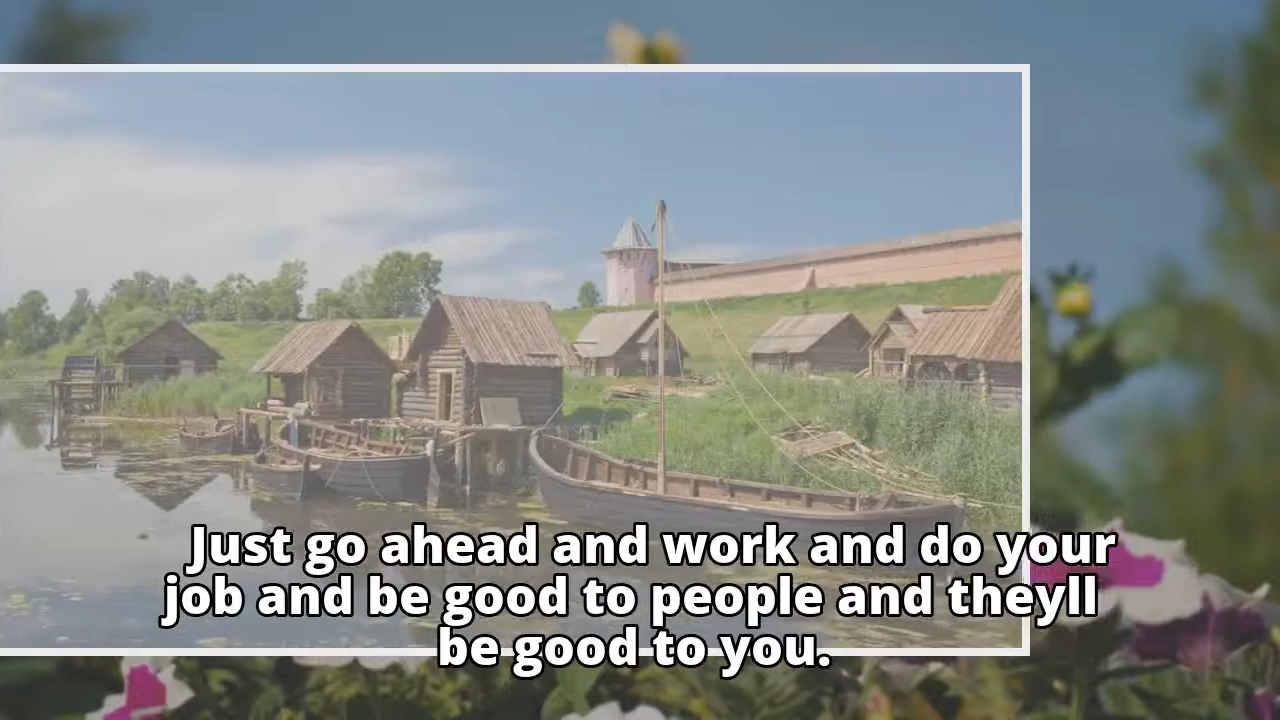 Just go ahead and work and do your
job and be good to people and theyll
be good to you.